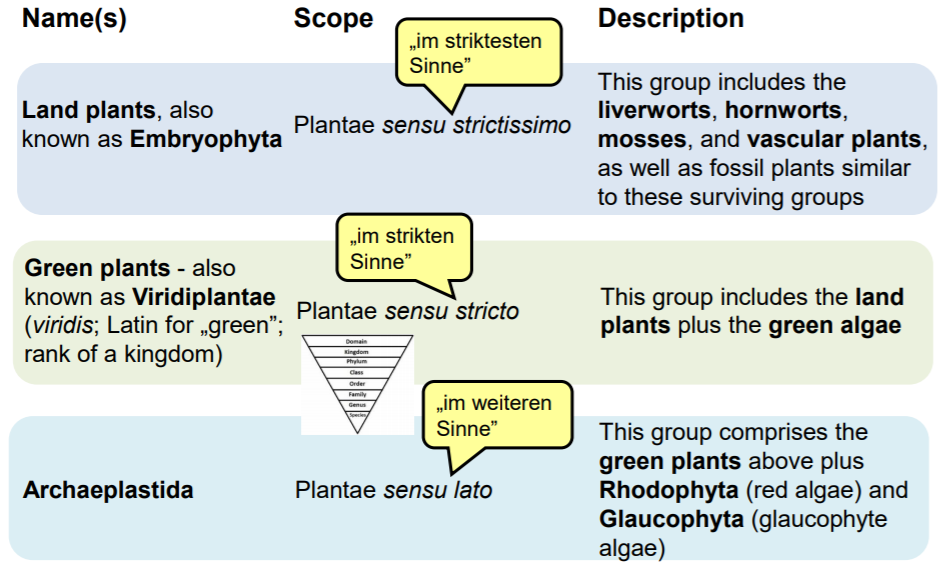 Name(s)
Scope
Description
„im striktesten
Sinne”
Land plants, also
known as Embryophyta
Plantae sensu strictissimo
This group includes the
liverworts, hornworts,
mosses, and vascular plants,
as well as fossil plants similar
to these surviving groups
„im strikten
Sinne”
Green plants - also
known as Viridiplantae
(viridis; Latin for „green”;
rank of a kingdom)
Plantae sensu stricto
This group includes the land
plants plus the green algae
Domain
Kingdom
Phylum
Class
Order
Family
Genus
Species
„im weiteren
Sinne”
Archaeplastida
Plantae sensu lato
This group comprises the
green plants above plus
Rhodophyta (red algae) and
Glaucophyta (glaucophyte
algae)